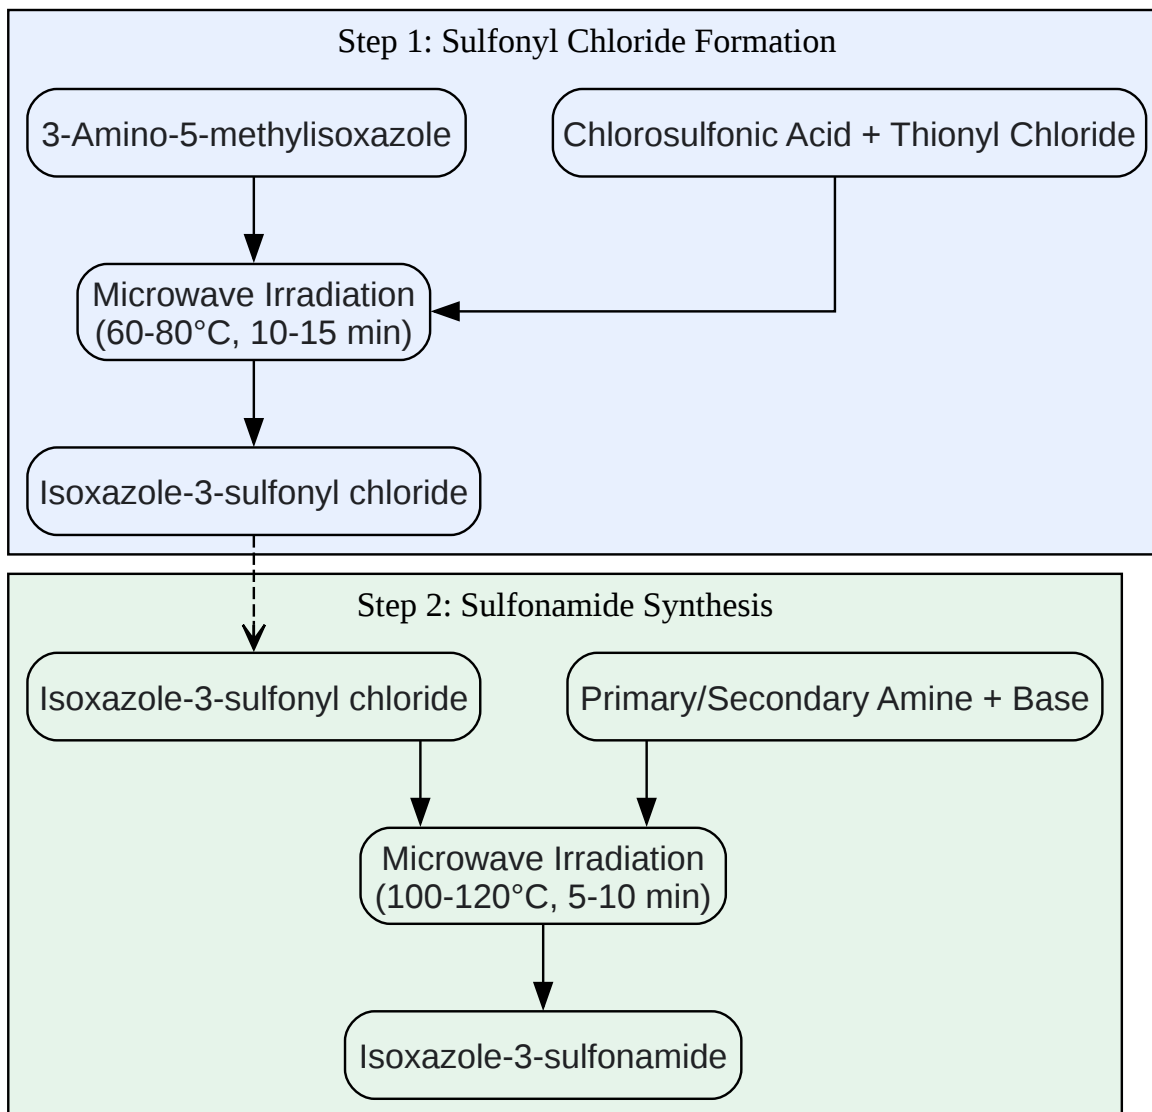 Step 1: Sulfonyl Chloride Formation
3-Amino-5-methylisoxazole
Chlorosulfonic Acid + Thionyl Chloride
Microwave Irradiation
(60-80°C, 10-15 min)
Isoxazole-3-sulfonyl chloride
Step 2: Sulfonamide Synthesis
Isoxazole-3-sulfonyl chloride
Primary/Secondary Amine + Base
Microwave Irradiation
(100-120°C, 5-10 min)
Isoxazole-3-sulfonamide